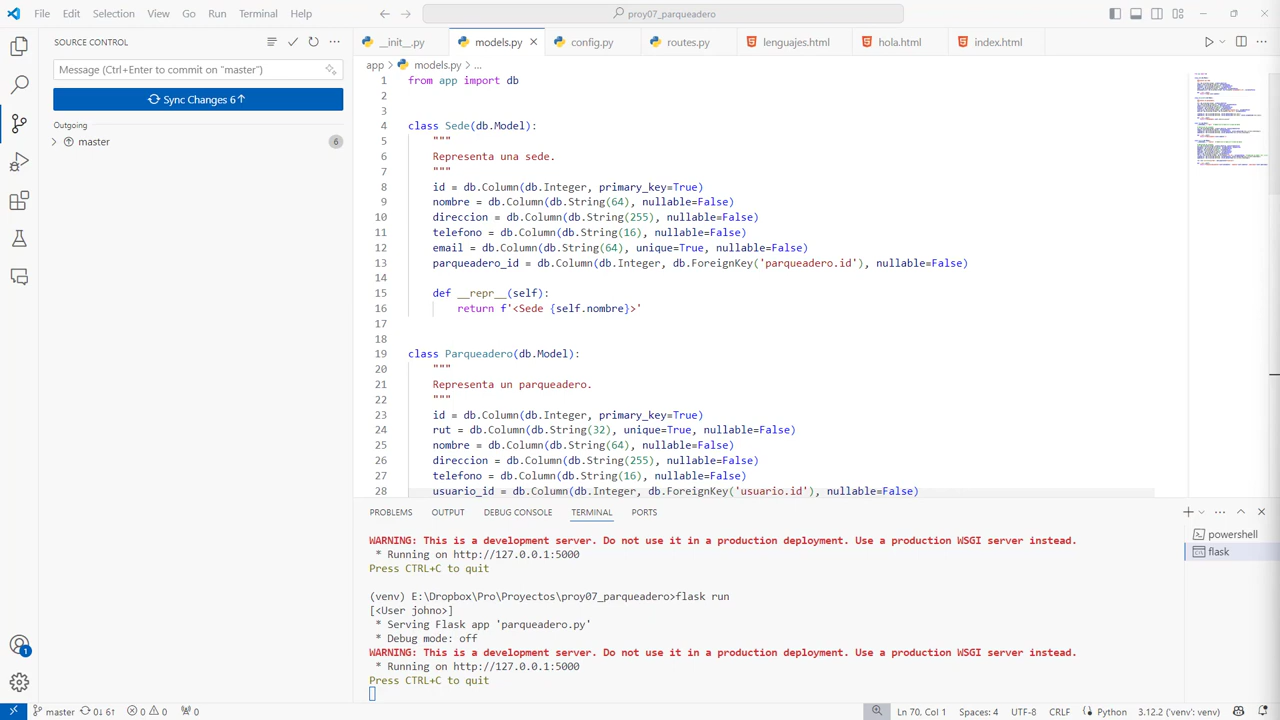 File Edit Selection View Go Run Terminal Help
proy07_parqueadero
SOURCE CONTROL
__init__.py models.py config.py routes.py lenguajes.html hola.html index.html
Message (Ctrl+Enter to commit on "master")
app > models.py > ...
Sync Changes 6↑
Outgoing
master 6
1 from app import db
2
3
4 class Sede(db.Model):
5 """
6 Representa una sede.
7 """
8 id = db.Column(db.Integer, primary_key=True)
9 nombre = db.Column(db.String(64), nullable=False)
10 direccion = db.Column(db.String(255), nullable=False)
11 telefono = db.Column(db.String(16), nullable=False)
12 email = db.Column(db.String(64), unique=True, nullable=False)
13 parqueadero_id = db.Column(db.Integer, db.ForeignKey('parqueadero.id'), nullable=False)
14
15 def __repr__(self):
16 return f'<Sede {self.nombre}>'
17
18
19 class Parqueadero(db.Model):
20 """
21 Representa un parqueadero.
22 """
23 id = db.Column(db.Integer, primary_key=True)
24 rut = db.Column(db.String(32), unique=True, nullable=False)
25 nombre = db.Column(db.String(64), nullable=False)
26 direccion = db.Column(db.String(255), nullable=False)
27 telefono = db.Column(db.String(16), nullable=False)
28 usuario_id = db.Column(db.Integer, db.ForeignKey('usuario.id'), nullable=False)
PROBLEMS OUTPUT DEBUG CONSOLE TERMINAL PORTS
powershell
flask
WARNING: This is a development server. Do not use it in a production deployment. Use a production WSGI server instead.
* Running on http://127.0.0.1:5000
Press CTRL+C to quit
(venv) E:\Dropbox\Pro\Proyectos\proy07_parqueadero>flask run
[<User johno>]
* Serving Flask app 'parqueadero.py'
* Debug mode: off
WARNING: This is a development server. Do not use it in a production deployment. Use a production WSGI server instead.
* Running on http://127.0.0.1:5000
Press CTRL+C to quit
1
master 0↓ 6↑ 0 0 0 Ln 70, Col 1 Spaces: 4 UTF-8 CRLF Python 3.12.2 ('venv': venv)